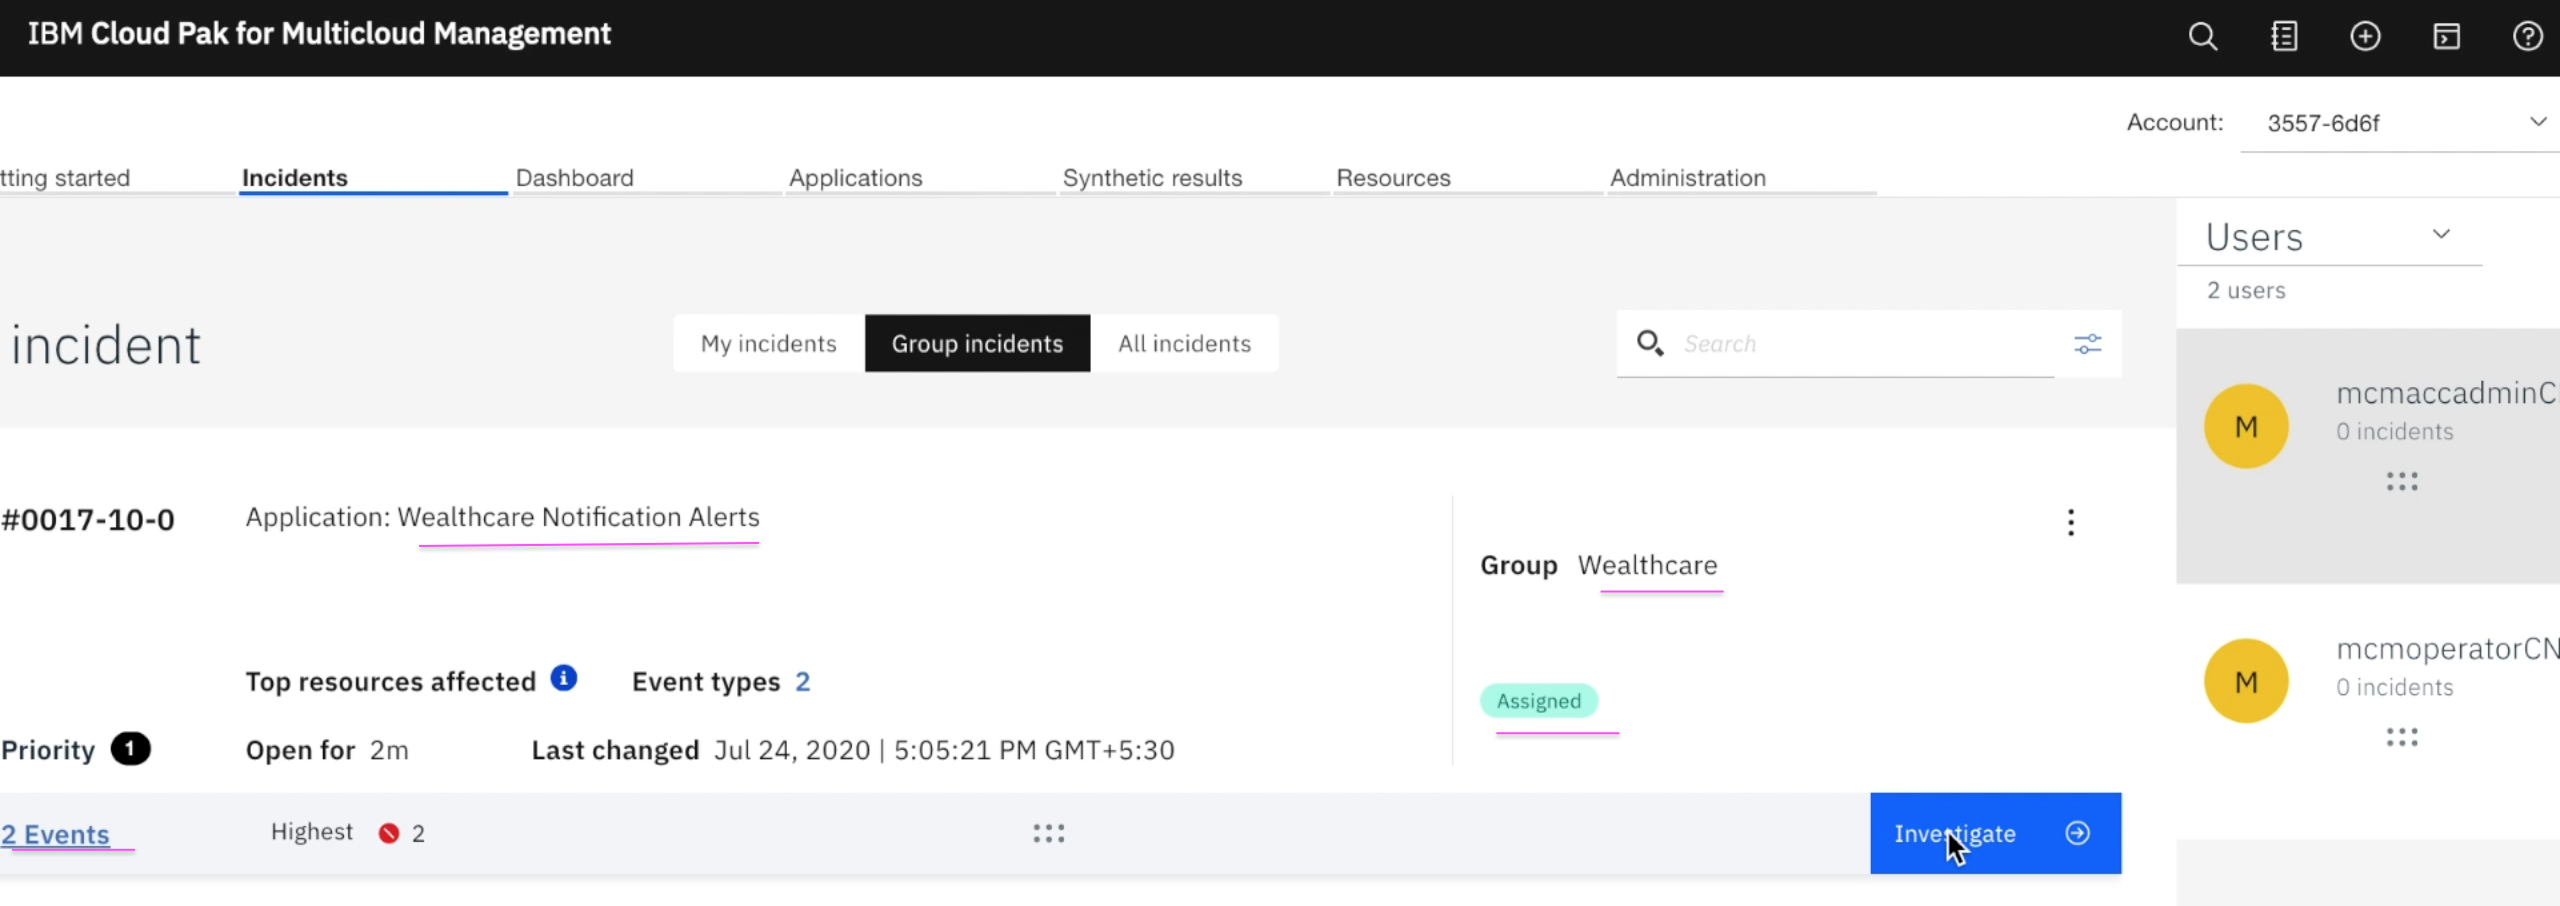 IBM Cloud Pak for Multicloud Management
Account: 3557-6d6f
tting started Incidents Dashboard Applications Synthetic results Resources Administration
Users
2 users
incident
My incidents Group incidents All incidents
Search
mcmaccadminC
0 incidents
M
#0017-10-0 Application: Wealthcare Notification Alerts
Group Wealthcare
Top resources affected i Event types 2
Assigned
Priority 1 Open for 2m Last changed Jul 24, 2020 | 5:05:21 PM GMT+5:30
mcmoperatorCN
0 incidents
M
2 Events Highest 2
Investigate